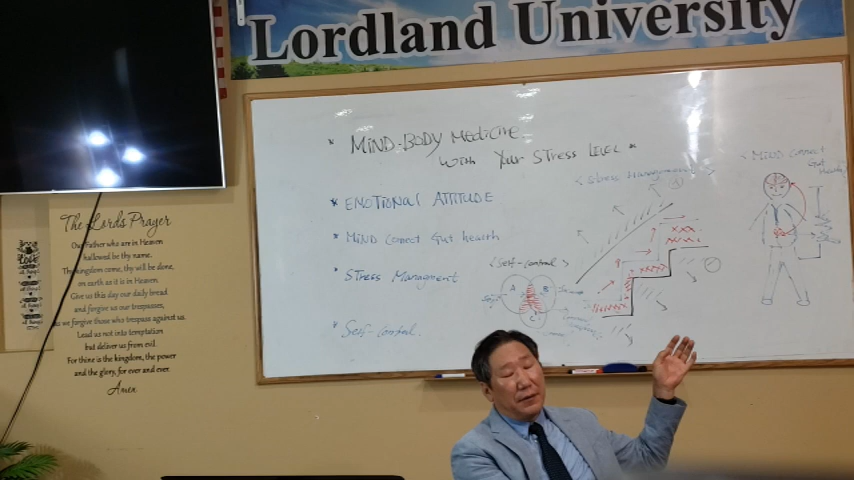 Lordland University
* MIND-BODY MEDICINE
with Your STress LEVEL *
* EMOTIONAL ATTITUDE
* MIND CONNECT Gut health
* STress Managment
* Self-control.
< Stress Management >
A
< Self-Control >
A B
C
* MIND CONNECT
Gut Health
The Lords Prayer
Our Father who are in Heaven
hallowed be thy name.
Thy kingdom come, thy will be done,
on earth as it is in Heaven
Give us this day our daily bread
and forgive us our trespasses,
as we forgive those who trespass against us.
Lead us not into temptation
but deliver us from evil.
For thine is the kingdom, the power
and the glory, for ever and ever
Amen
Love